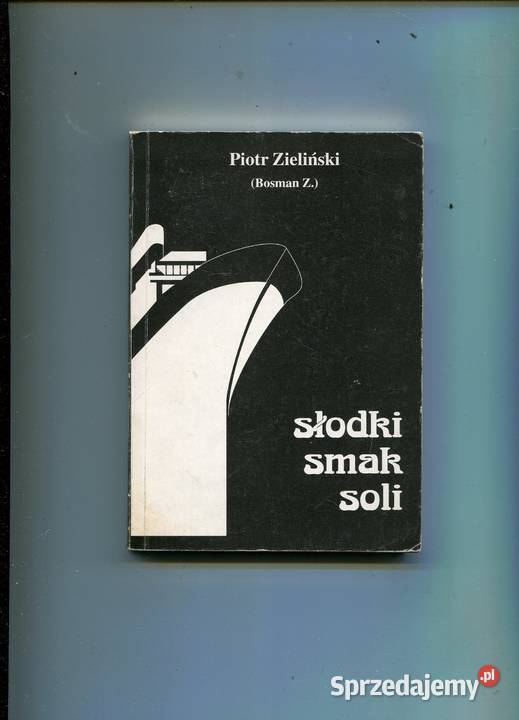 Piotr Zieliński
(Bosman Z.)
słodki
smak
soli
Sprzedajemy.pl